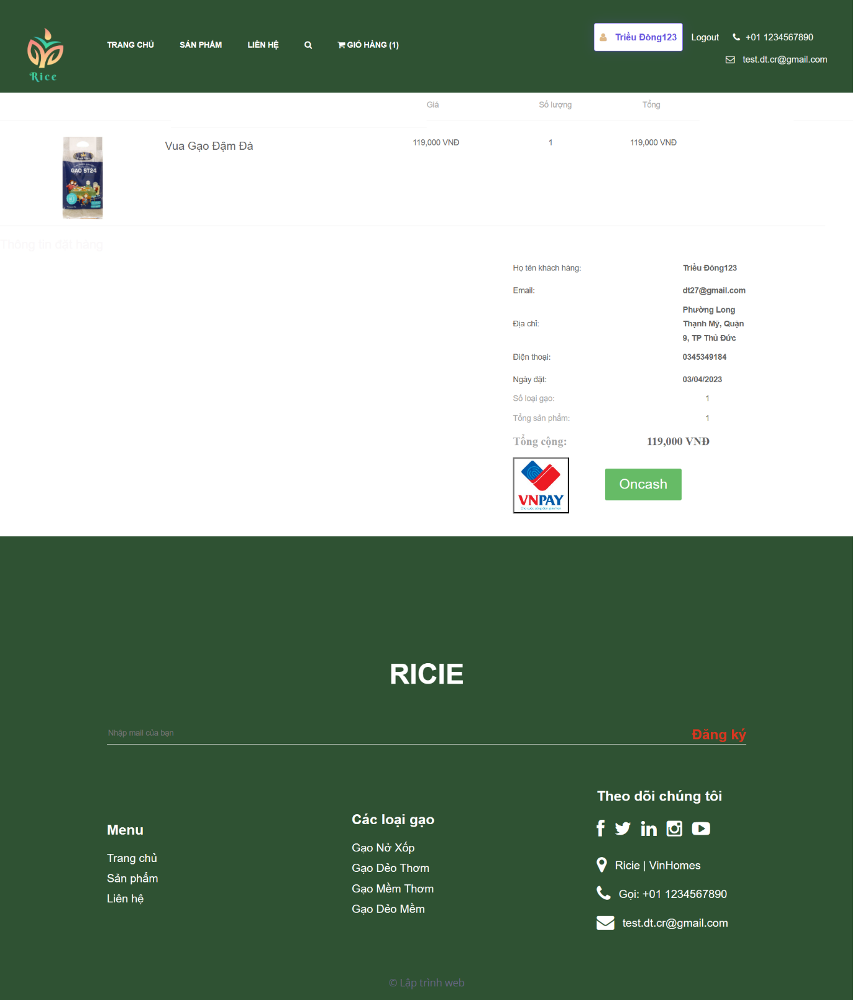 Rice
TRANG CHỦ SẢN PHẨM LIÊN HỆ GIỎ HÀNG (1)
Triều Đông123 Logout +01 1234567890
test.dt.cr@gmail.com
Giá Số lượng Tổng
Vua Gạo Đậm Đà 119,000 VNĐ 1 119,000 VNĐ
GẠO ST24
Thông tin đặt hàng
Họ tên khách hàng: Triều Đông123
Email: dt27@gmail.com
Địa chỉ: Phường Long
Thạnh Mỹ, Quận
9, TP Thủ Đức
Điện thoại: 0345349184
Ngày đặt: 03/04/2023
Số loại gạo: 1
Tổng sản phẩm: 1
Tổng cộng: 119,000 VNĐ
VNPAY
Cho cuộc sống đơn giản hơn
Oncash
RICIE
Nhập mail của bạn Đăng ký
Menu
Trang chủ
Sản phẩm
Liên hệ
Các loại gạo
Gạo Nở Xốp
Gạo Dẻo Thơm
Gạo Mềm Thơm
Gạo Dẻo Mềm
Theo dõi chúng tôi
Ricie | VinHomes
Gọi: +01 1234567890
test.dt.cr@gmail.com
© Lập trình web